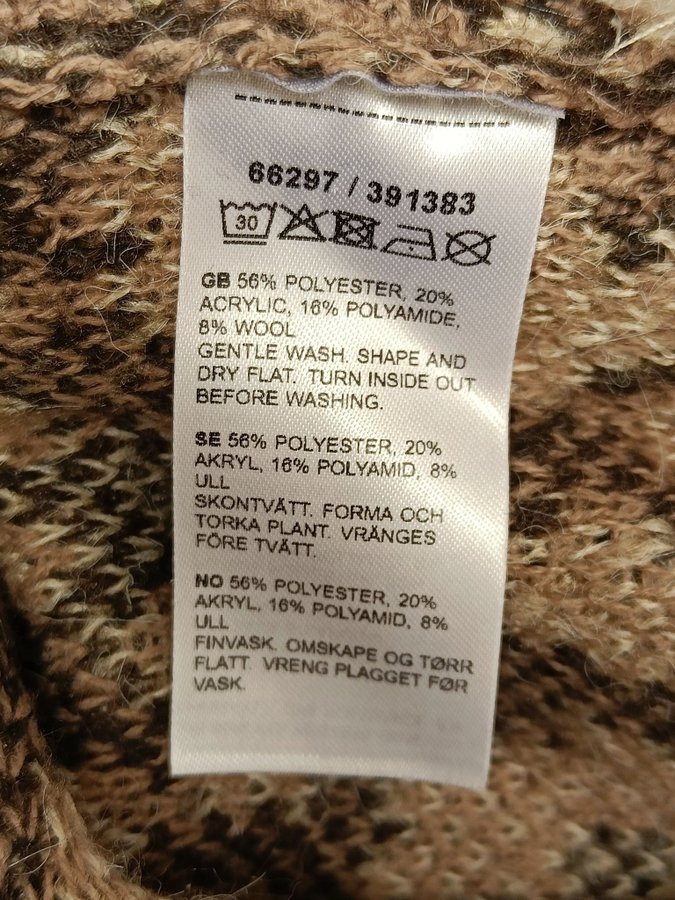 66297 / 391383
30
GB 56% POLYESTER, 20%
ACRYLIC, 16% POLYAMIDE,
8% WOOL
GENTLE WASH. SHAPE AND
DRY FLAT. TURN INSIDE OUT
BEFORE WASHING.
SE 56% POLYESTER, 20%
AKRYL, 16% POLYAMID, 8%
ULL
SKONTVÄTT. FORMA OCH
TORKA PLANT. VRÄNGES
FÖRE TVÄTT.
NO 56% POLYESTER, 20%
AKRYL, 16% POLYAMID, 8%
ULL
FINVASK. OMSKAPE OG TØRR
FLATT. VRENG PLAGGET FØR
VASK.